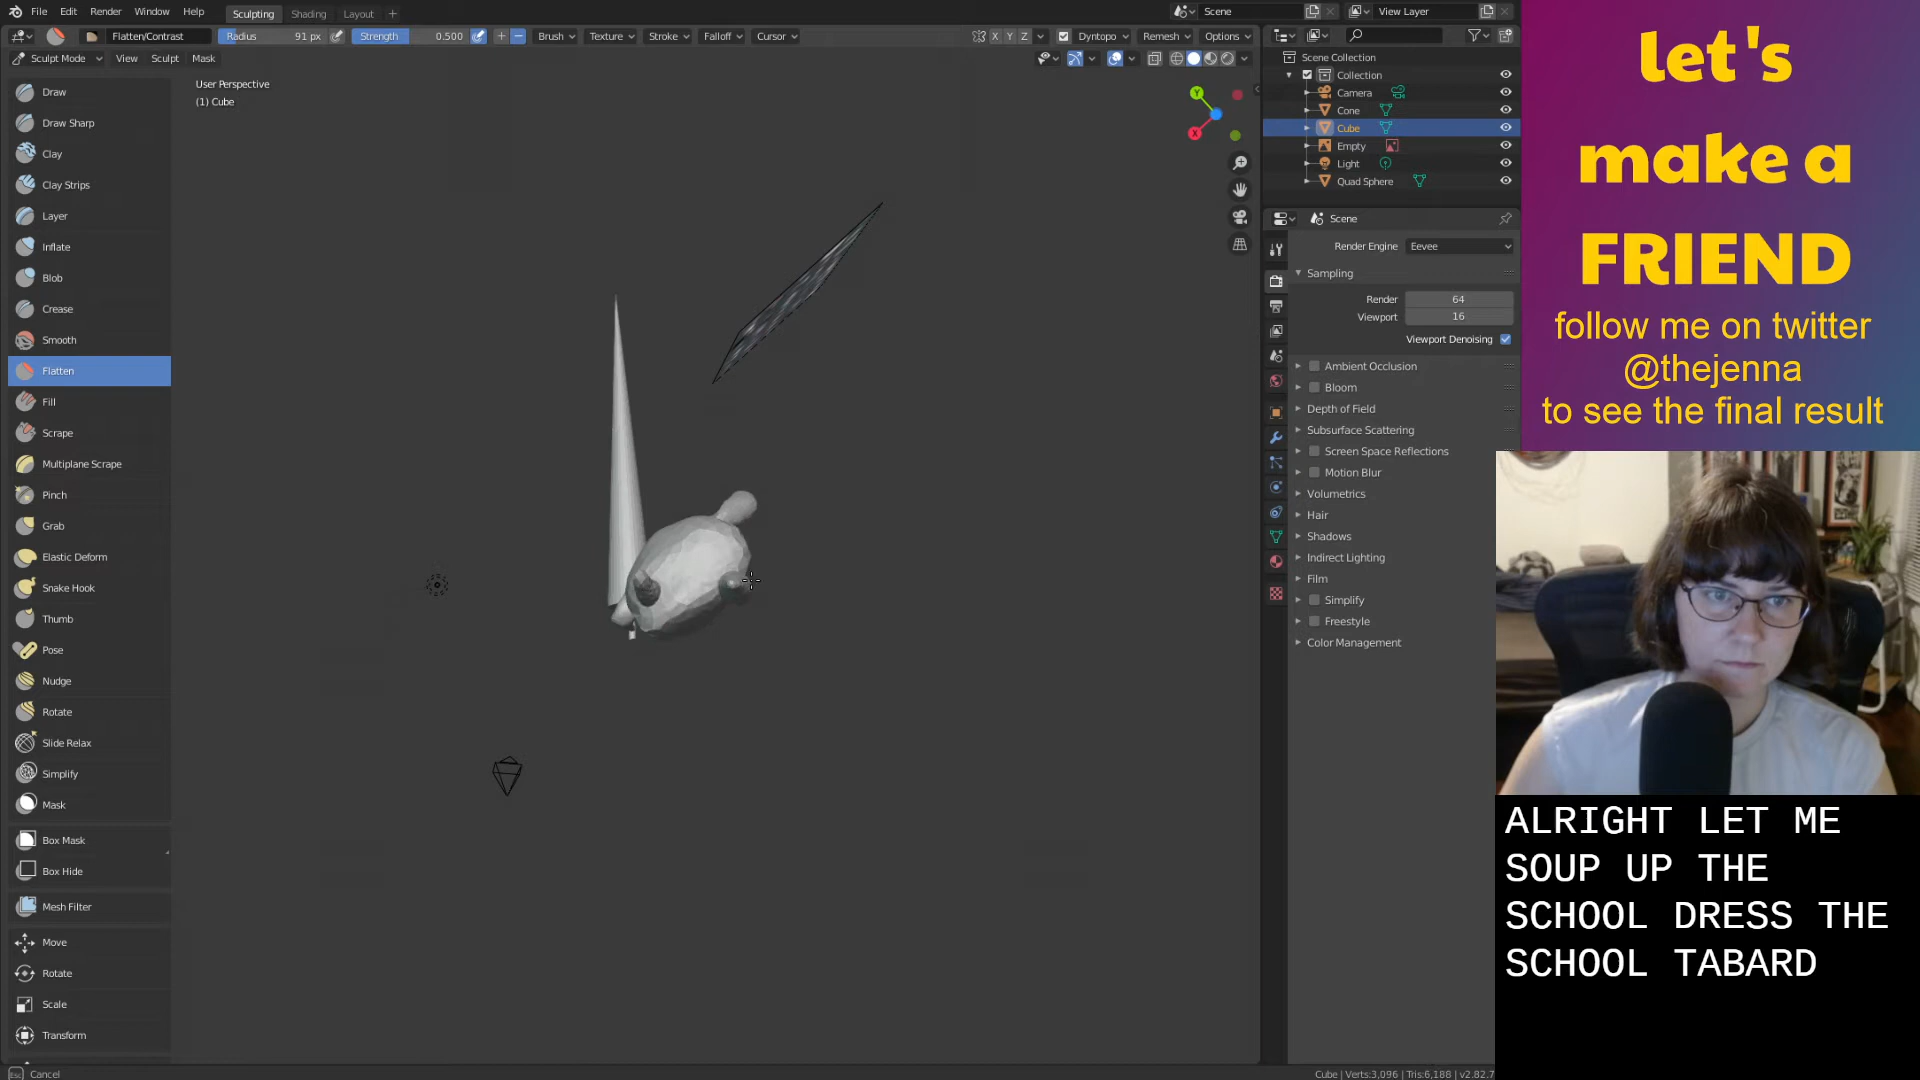 File Edit Render Window Help Sculpting Shading Layout + Scene View Layer
Flatten/Contrast Radius 91 px Strength 0.500 Brush Texture Stroke Falloff Cursor X Y Z Dyntopo Remesh Options
Sculpt Mode View Sculpt Mask
User Perspective
(1) Cube
Y
X
Draw
Draw Sharp
Clay
Clay Strips
Layer
Inflate
Blob
Crease
Smooth
Flatten
Fill
Scrape
Multiplane Scrape
Pinch
Grab
Elastic Deform
Snake Hook
Thumb
Pose
Nudge
Rotate
Slide Relax
Simplify
Mask
Box Mask
Box Hide
Mesh Filter
Move
Rotate
Scale
Transform
Esc Cancel
Scene Collection
Collection
Camera
Cone
Cube
Empty
Light
Quad Sphere
Scene
Render Engine Eevee
Sampling
Render 64
Viewport 16
Viewport Denoising
Ambient Occlusion
Bloom
Depth of Field
Subsurface Scattering
Screen Space Reflections
Motion Blur
Volumetrics
Hair
Shadows
Indirect Lighting
Film
Simplify
Freestyle
Color Management
Cube | Verts:3,096 | Tris:6,188 | v2.82.7
let's
make a
FRIEND
follow me on twitter
@thejenna
to see the final result
ALRIGHT LET ME
SOUP UP THE
SCHOOL DRESS THE
SCHOOL TABARD